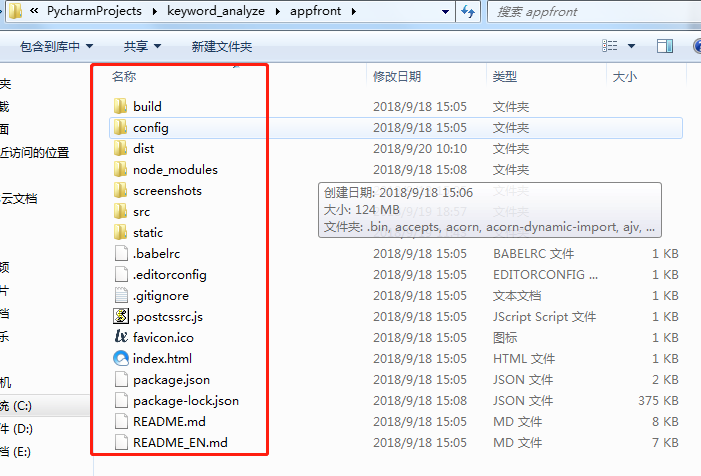 « PycharmProjects keyword_analyze appfront 搜索 appfront
包含到库中 共享 新建文件夹
名称 修改日期 类型 大小
夹
载 build 2018/9/18 15:05 文件夹
面 config 2018/9/18 15:05 文件夹
近访问的位置 dist 2018/9/20 10:10 文件夹
node_modules 2018/9/18 15:08 文件夹
云文档 screenshots 创建日期: 2018/9/18 15:06 文件夹
src 大小: 124 MB 18:57 文件夹
static 文件夹: .bin, accepts, acorn, acorn-dynamic-import, ajv, ...
.babelrc 2018/9/18 15:05 BABELRC 文件 1 KB
频 .editorconfig 2018/9/18 15:05 EDITORCONFIG ... 1 KB
片 .gitignore 2018/9/18 15:05 文本文档 1 KB
.postcssrc.js 2018/9/18 15:05 JScript Script 文件 1 KB
乐 favicon.ico 2018/9/18 15:05 图标 1 KB
index.html 2018/9/18 15:05 HTML 文件 1 KB
机 package.json 2018/9/18 15:05 JSON 文件 2 KB
统 (C:) package-lock.json 2018/9/18 15:08 JSON 文件 375 KB
件 (D:) README.md 2018/9/18 15:05 MD 文件 8 KB
档 (E:) README_EN.md 2018/9/18 15:05 MD 文件 7 KB